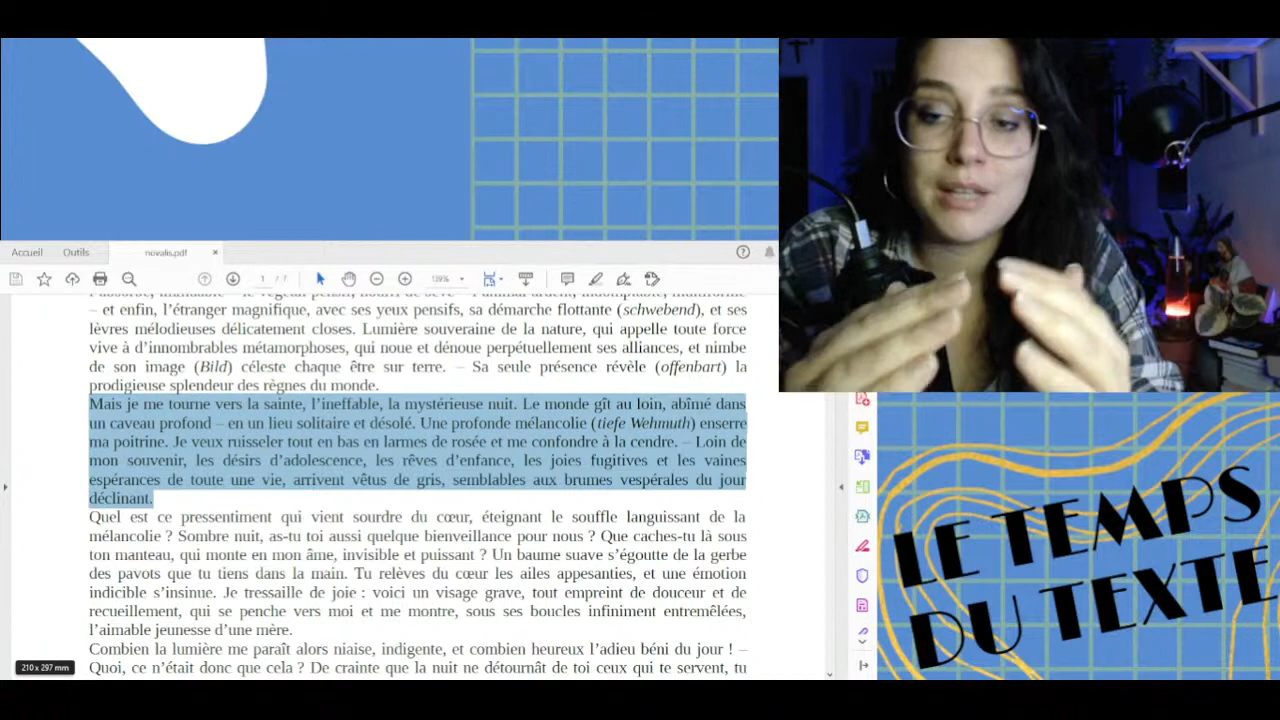 Accueil Outils novalis.pdf
1 / 7 139%
– et enfin, l’étranger magnifique, avec ses yeux pensifs, sa démarche flottante (schwebend), et ses
lèvres mélodieuses délicatement closes. Lumière souveraine de la nature, qui appelle toute force
vive à d’innombrables métamorphoses, qui noue et dénoue perpétuellement ses alliances, et nimbe
de son image (Bild) céleste chaque être sur terre. – Sa seule présence révèle (offenbart) la
prodigieuse splendeur des règnes du monde.
Mais je me tourne vers la sainte, l’ineffable, la mystérieuse nuit. Le monde gît au loin, abîmé dans
un caveau profond – en un lieu solitaire et désolé. Une profonde mélancolie (tiefe Wehmuth) enserre
ma poitrine. Je veux ruisseler tout en bas en larmes de rosée et me confondre à la cendre. – Loin de
mon souvenir, les désirs d’adolescence, les rêves d’enfance, les joies fugitives et les vaines
espérances de toute une vie, arrivent vêtus de gris, semblables aux brumes vespérales du jour
déclinant.
Quel est ce pressentiment qui vient sourdre du cœur, éteignant le souffle languissant de la
mélancolie ? Sombre nuit, as-tu toi aussi quelque bienveillance pour nous ? Que caches-tu là sous
ton manteau, qui monte en mon âme, invisible et puissant ? Un baume suave s’égoutte de la gerbe
des pavots que tu tiens dans la main. Tu relèves du cœur les ailes appesanties, et une émotion
indicible s’insinue. Je tressaille de joie : voici un visage grave, tout empreint de douceur et de
recueillement, qui se penche vers moi et me montre, sous ses boucles infiniment entremêlées,
l’aimable jeunesse d’une mère.
Combien la lumière me paraît alors niaise, indigente, et combien heureux l’adieu béni du jour ! –
Quoi, ce n’était donc que cela ? De crainte que la nuit ne détournât de toi ceux qui te servent, tu
210 x 297 mm
LE TEMPS
DU TEXTE